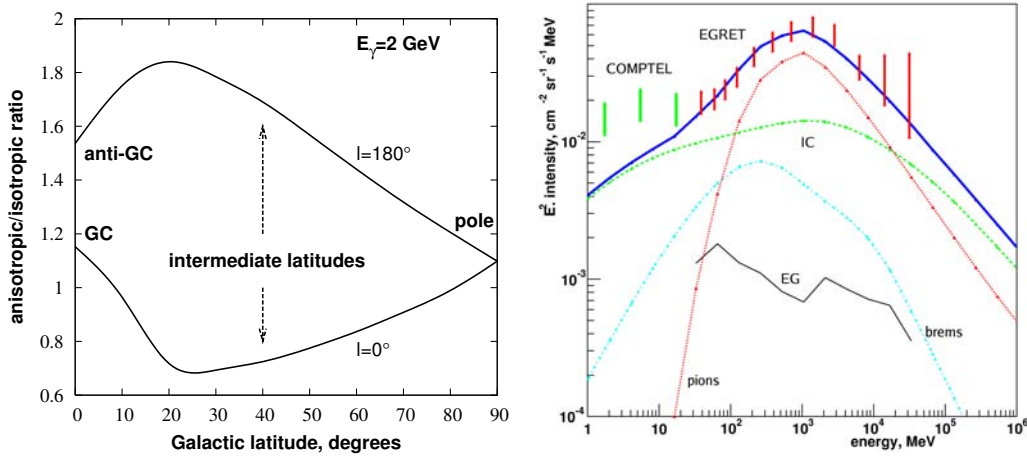 E_γ=2 GeV
anisotropic/isotropic ratio
2
1.8
1.6
1.4
1.2
1
0.8
0.6
anti-GC
l=180°
GC
pole
intermediate latitudes
l=0°
0 10 20 30 40 50 60 70 80 90
Galactic latitude, degrees
E² intensity, cm⁻² sr⁻¹ s⁻¹ MeV
10⁻²
10⁻³
10⁻⁴
EGRET
COMPTEL
IC
EG
brems
pions
1 10 10² 10³ 10⁴ 10⁵ 10⁶
energy, MeV